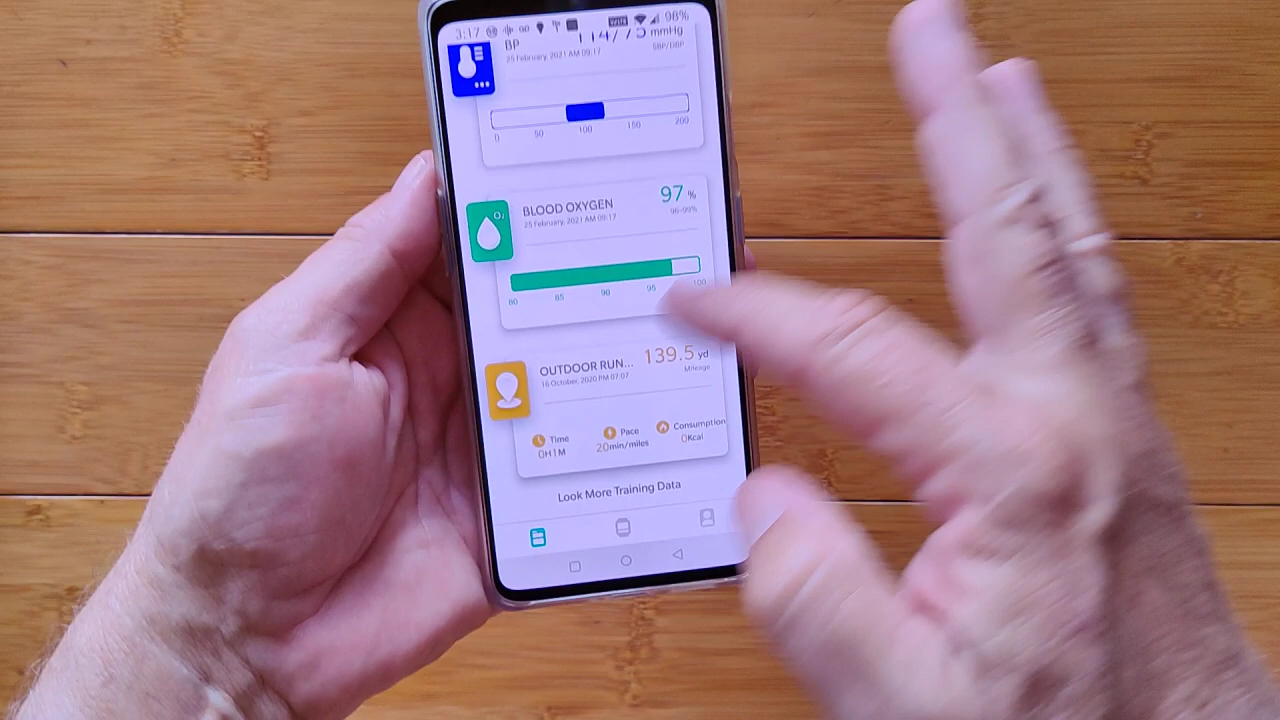 3:17 98%
BP 114/75 mmHg
25 February, 2021 AM 09:17 SBP/DBP
0 50 100 150 200
O₂ BLOOD OXYGEN 97 %
25 February, 2021 AM 09:17 96~99%
80 85 90 95 100
OUTDOOR RUN... 139.5 yd
16 October, 2020 PM 07:07 Mileage
Time Pace Consumption
0H1M 20min/miles 0Kcal
Look More Training Data